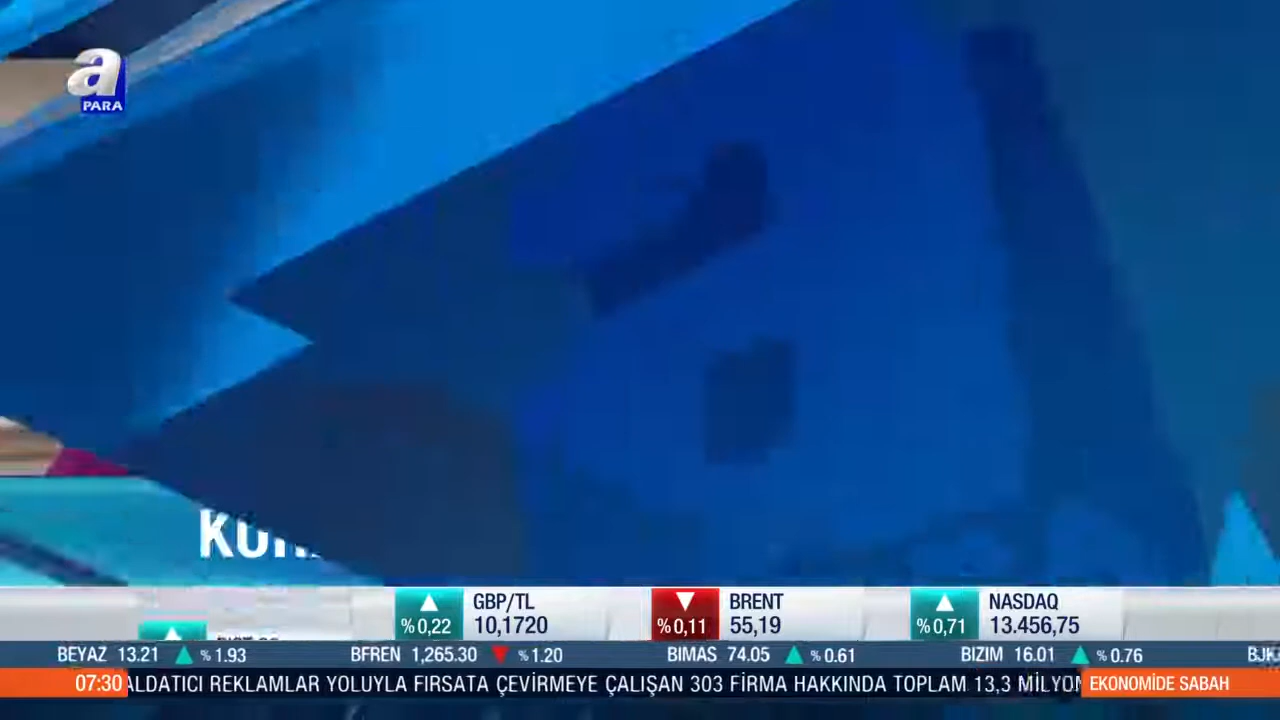 a
PARA
GBP/TL
%0,22 10,1720
BRENT
%0,11 55,19
NASDAQ
%0,71 13.456,75
BEYAZ 13.21 %1.93 BFREN 1,265.30 %1.20 BIMAS 74.05 %0.61 BIZIM 16.01 %0.76
07:30 ALDATICI REKLAMLAR YOLUYLA FIRSATA ÇEVİRMEYE ÇALIŞAN 303 FİRMA HAKKINDA TOPLAM 13,3 MİLYON EKONOMİDE SABAH